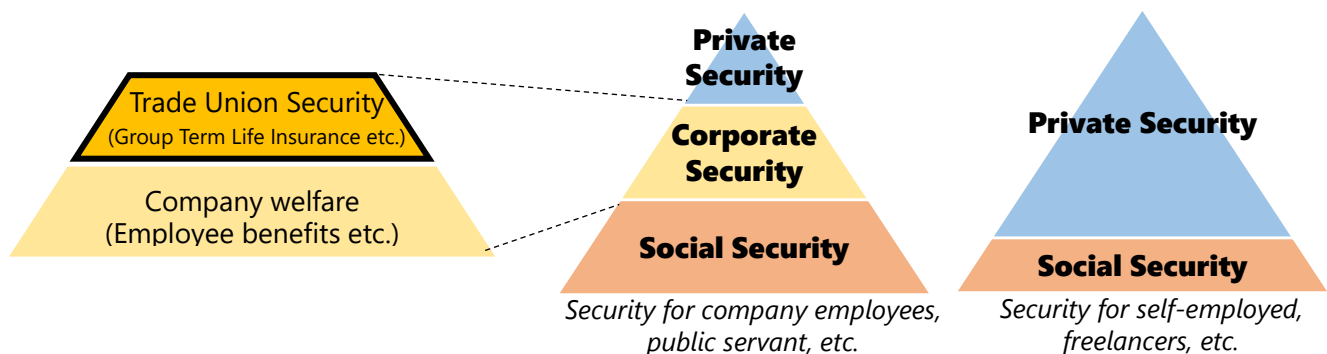 Trade Union Security
(Group Term Life Insurance etc.)
Company welfare
(Employee benefits etc.)
Private
Security
Corporate
Security
Social Security
Security for company employees,
public servant, etc.
Private Security
Social Security
Security for self-employed,
freelancers, etc.